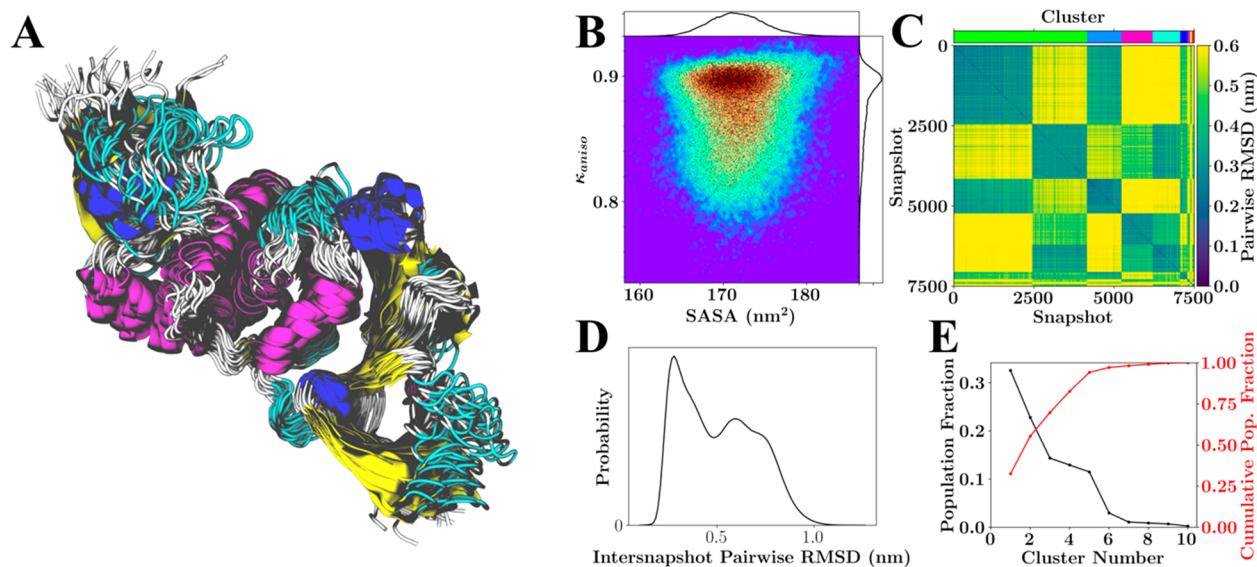 A
B
0.9
0.8
κaniso
160
170
180
SASA (nm²)
C
Cluster
0
2500
5000
7500
Snapshot
0
2500
5000
7500
Snapshot
0.6
0.5
0.4
0.3
0.2
0.1
0.0
Pairwise RMSD (nm)
D
Probability
0
0.5
1.0
Intersnapshot Pairwise RMSD (nm)
E
0.3
0.2
0.1
0.0
Population Fraction
0
2
4
6
8
10
Cluster Number
1.00
0.75
0.50
0.25
0.00
Cumulative Pop. Fraction